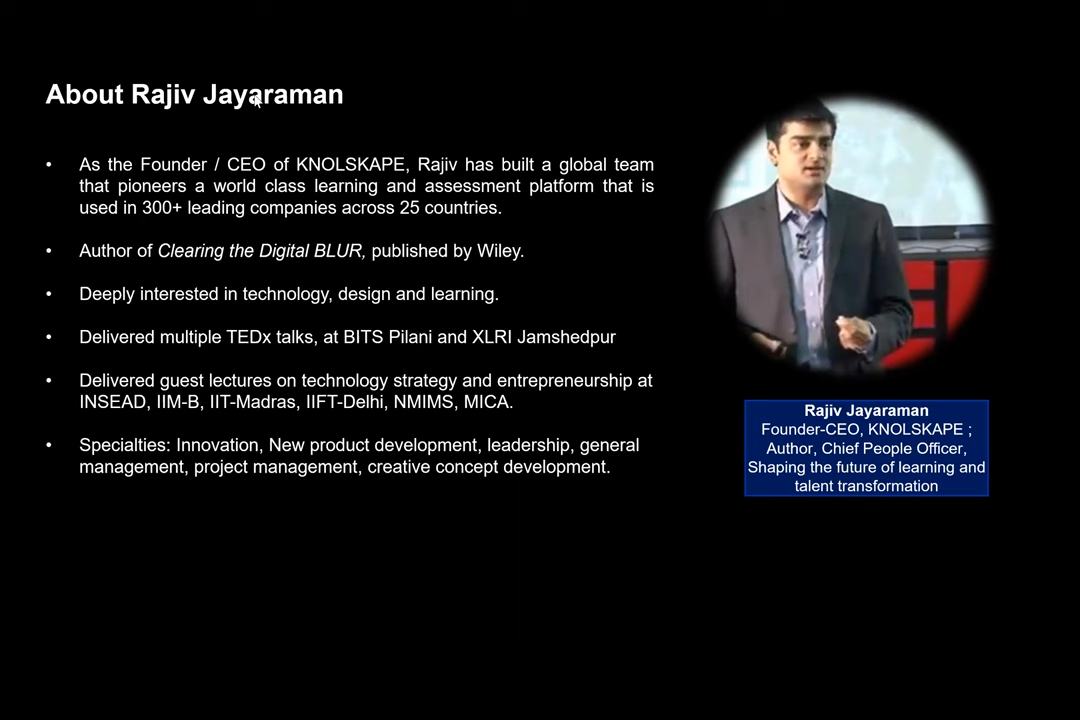 About Rajiv Jayaraman
• As the Founder / CEO of KNOLSKAPE, Rajiv has built a global team
that pioneers a world class learning and assessment platform that is
used in 300+ leading companies across 25 countries.
• Author of Clearing the Digital BLUR, published by Wiley.
• Deeply interested in technology, design and learning.
• Delivered multiple TEDx talks, at BITS Pilani and XLRI Jamshedpur
• Delivered guest lectures on technology strategy and entrepreneurship at
INSEAD, IIM-B, IIT-Madras, IIFT-Delhi, NMIMS, MICA.
• Specialties: Innovation, New product development, leadership, general
management, project management, creative concept development.
Rajiv Jayaraman
Founder-CEO, KNOLSKAPE ;
Author, Chief People Officer,
Shaping the future of learning and
talent transformation